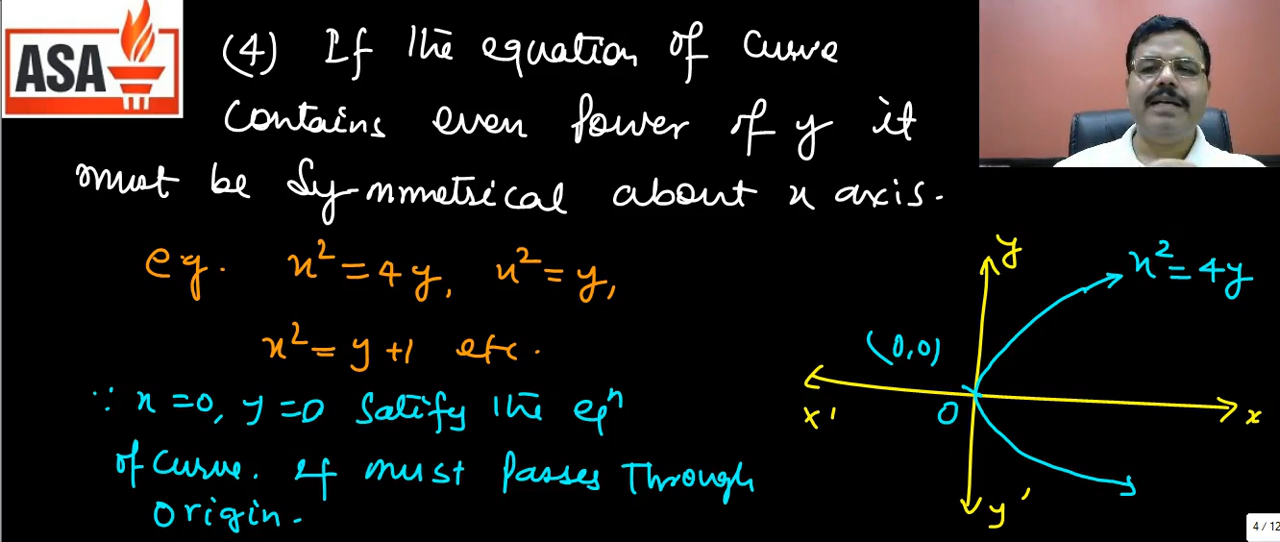 ASA
(4) If the equation of curve
contains even power of y it
must be Symmetrical about x axis.
eg. x² = 4y, x² = y,
x² = y + 1 etc.
∵ x = 0, y = 0 Satify the eqⁿ
of curve. If must passes Through
origin.
y
x² = 4y
(0,0)
x'
O
x
y'
4 / 12